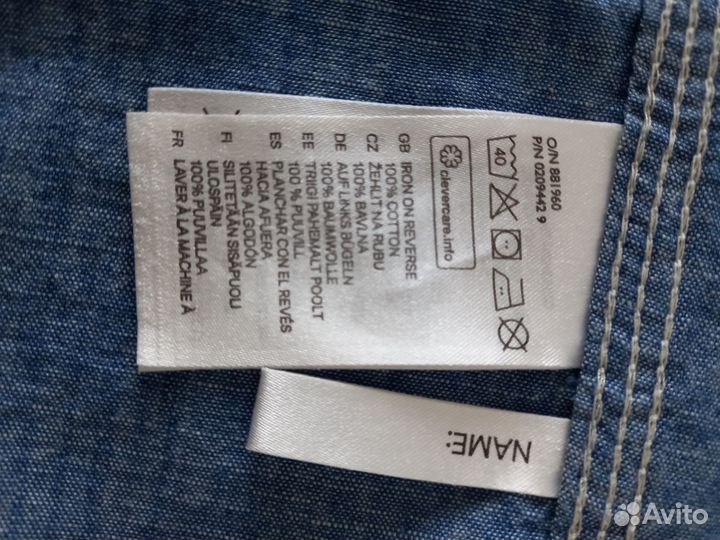 O/N 881960
P/N 0209442 9
40
clevercare.info
GB IRON ON REVERSE
100% COTTON
CZ ŽEHLIT NA RUBU
100% BAVLNA
DE AUF LINKS BÜGELN
100% BAUMWOLLE
EE TRIIGI PAHEMALT POOLT
100 % PUUVILL
ES PLANCHAR CON EL REVÉS
HACIA AFUERA
100% ALGODÓN
FI SILITETÄÄN SISÄPUOLI
ULOSPÄIN
100% PUUVILLAA
FR LAVER À LA MACHINE À
NAME:
Avito